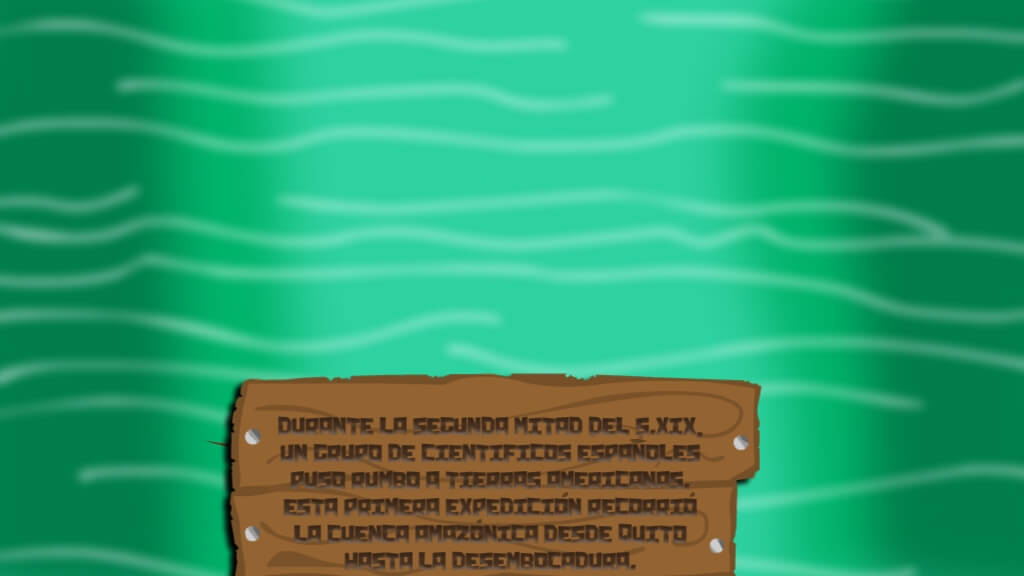 DURANTE LA SEGUNDA MITAD DEL S.XIX,
UN GRUPO DE CIENTIFICOS ESPAÑOLES
PUSO RUMBO A TIERRAS AMERICANAS.
ESTA PRIMERA EXPEDICIÓN RECORRIÓ
LA CUENCA AMAZÓNICA DESDE QUITO
HASTA LA DESEMBOCADURA.